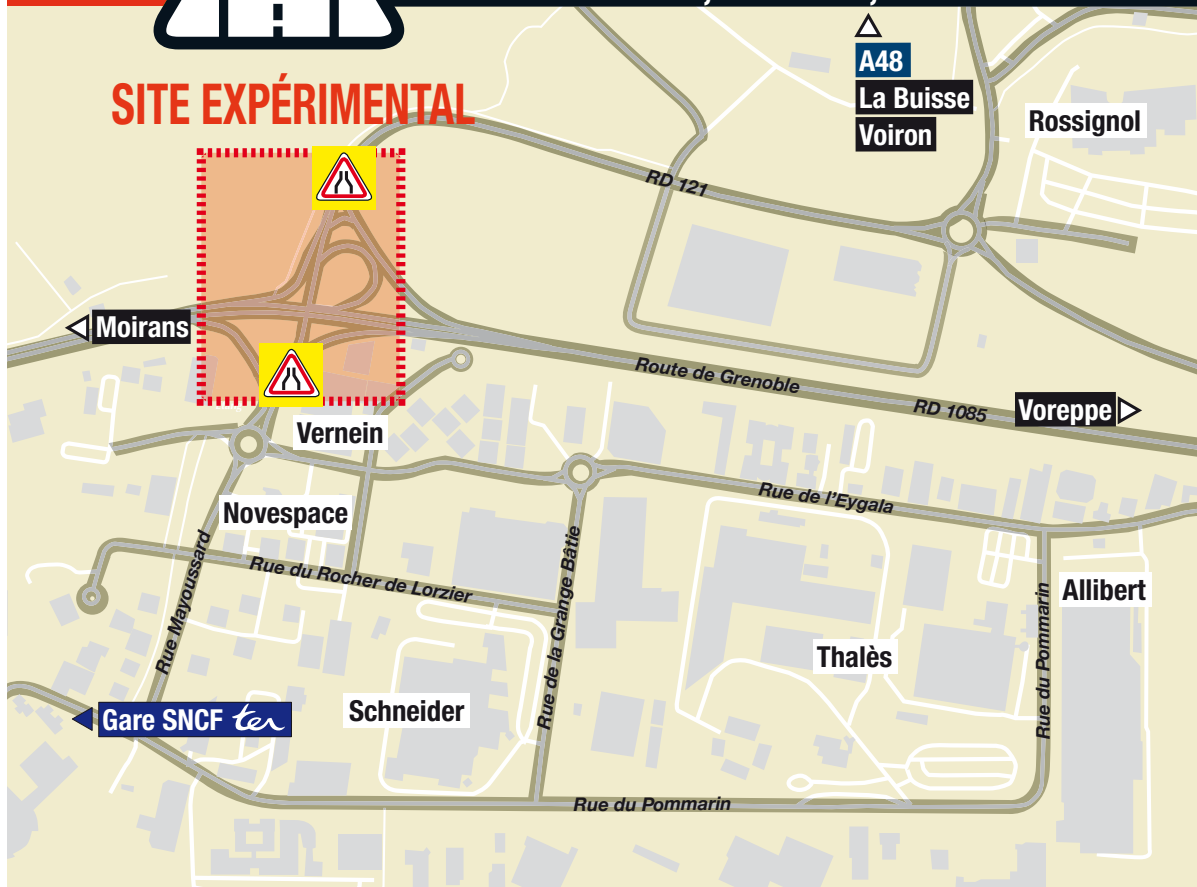 SITE EXPÉRIMENTAL
A48
La Buisse
Voiron
Rossignol
RD 121
Moirans
Route de Grenoble
RD 1085
Voreppe
Vernein
Novespace
Rue de l'Eygala
Rue Mayoussard
Rue du Rocher de Lorzier
Rue de la Grange Bâtie
Rue du Pommarin
Allibert
Thalès
Schneider
Gare SNCF ter
Rue du Pommarin